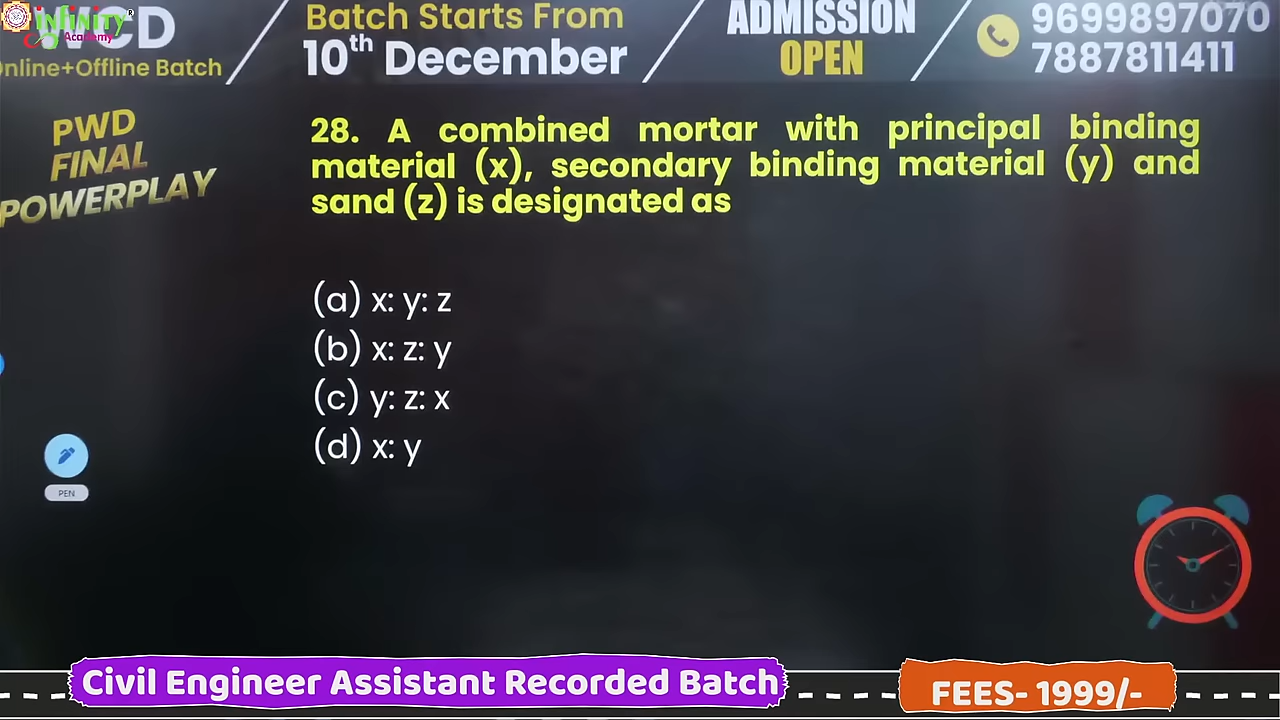 infinity
Academy
CD
Online+Offline Batch
Batch Starts From
10th December
ADMISSION
OPEN
9699897070
7887811411
PWD
FINAL
POWERPLAY
28. A combined mortar with principal binding
material (x), secondary binding material (y) and
sand (z) is designated as
(a) x: y: z
(b) x: z: y
(c) y: z: x
(d) x: y
PEN
Civil Engineer Assistant Recorded Batch
FEES- 1999/-